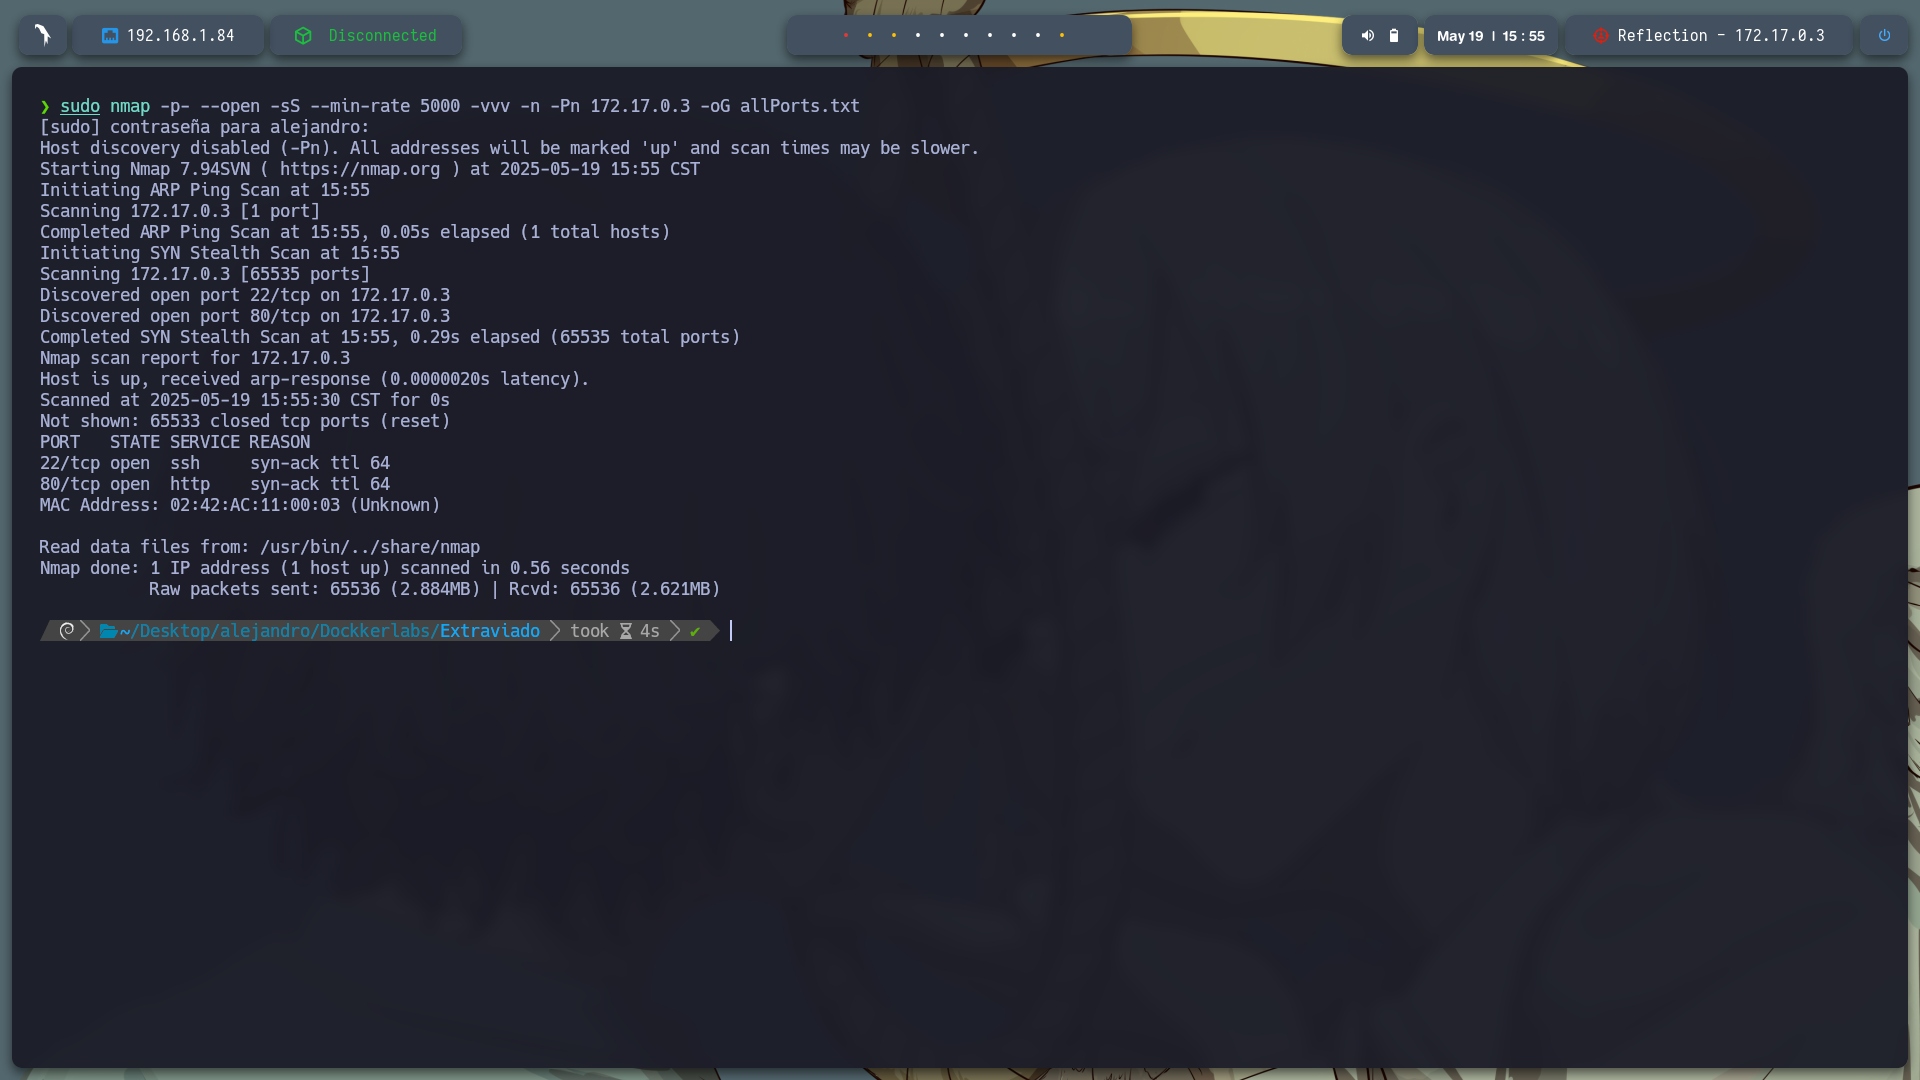 192.168.1.84
Disconnected
May 19 | 15 : 55
Reflection - 172.17.0.3
❯ sudo nmap -p- --open -sS --min-rate 5000 -vvv -n -Pn 172.17.0.3 -oG allPorts.txt
[sudo] contraseña para alejandro:
Host discovery disabled (-Pn). All addresses will be marked 'up' and scan times may be slower.
Starting Nmap 7.94SVN ( https://nmap.org ) at 2025-05-19 15:55 CST
Initiating ARP Ping Scan at 15:55
Scanning 172.17.0.3 [1 port]
Completed ARP Ping Scan at 15:55, 0.05s elapsed (1 total hosts)
Initiating SYN Stealth Scan at 15:55
Scanning 172.17.0.3 [65535 ports]
Discovered open port 22/tcp on 172.17.0.3
Discovered open port 80/tcp on 172.17.0.3
Completed SYN Stealth Scan at 15:55, 0.29s elapsed (65535 total ports)
Nmap scan report for 172.17.0.3
Host is up, received arp-response (0.0000020s latency).
Scanned at 2025-05-19 15:55:30 CST for 0s
Not shown: 65533 closed tcp ports (reset)
PORT   STATE SERVICE REASON
22/tcp open  ssh     syn-ack ttl 64
80/tcp open  http    syn-ack ttl 64
MAC Address: 02:42:AC:11:00:03 (Unknown)
Read data files from: /usr/bin/../share/nmap
Nmap done: 1 IP address (1 host up) scanned in 0.56 seconds
           Raw packets sent: 65536 (2.884MB) | Rcvd: 65536 (2.621MB)
~/Desktop/alejandro/Dockkerlabs/Extraviado took 4s ✔